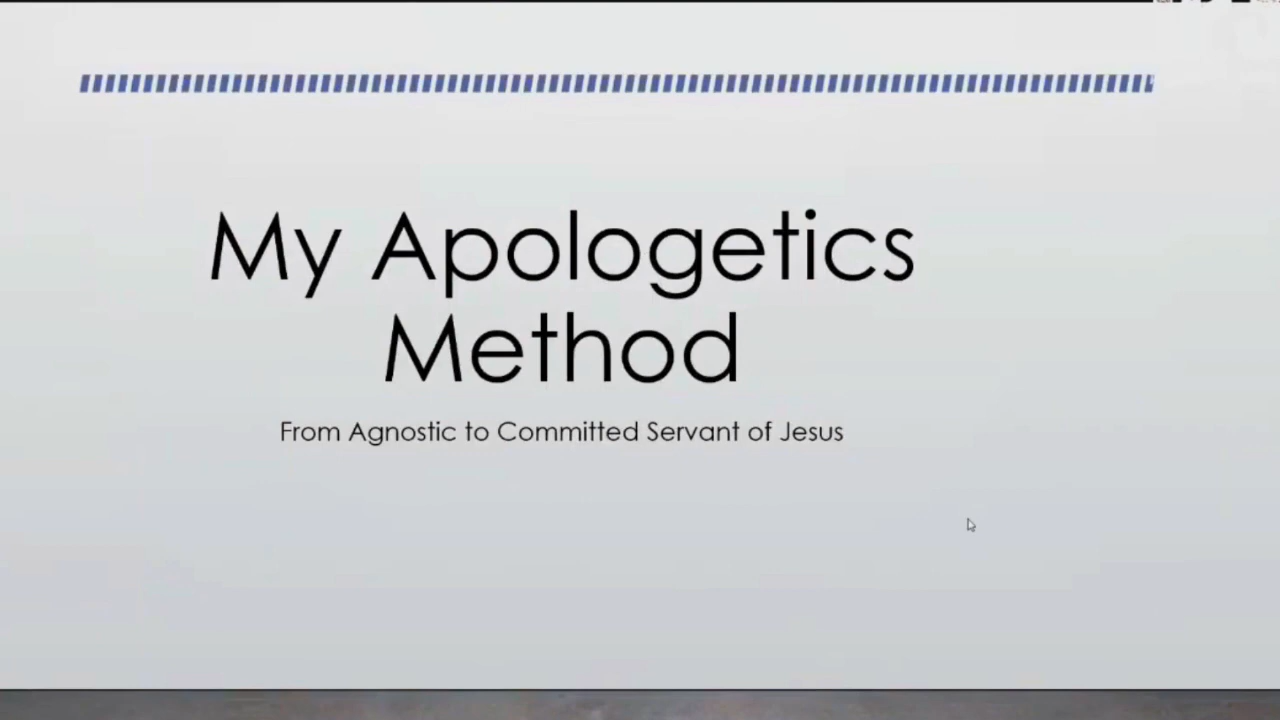 My Apologetics
Method
From Agnostic to Committed Servant of Jesus